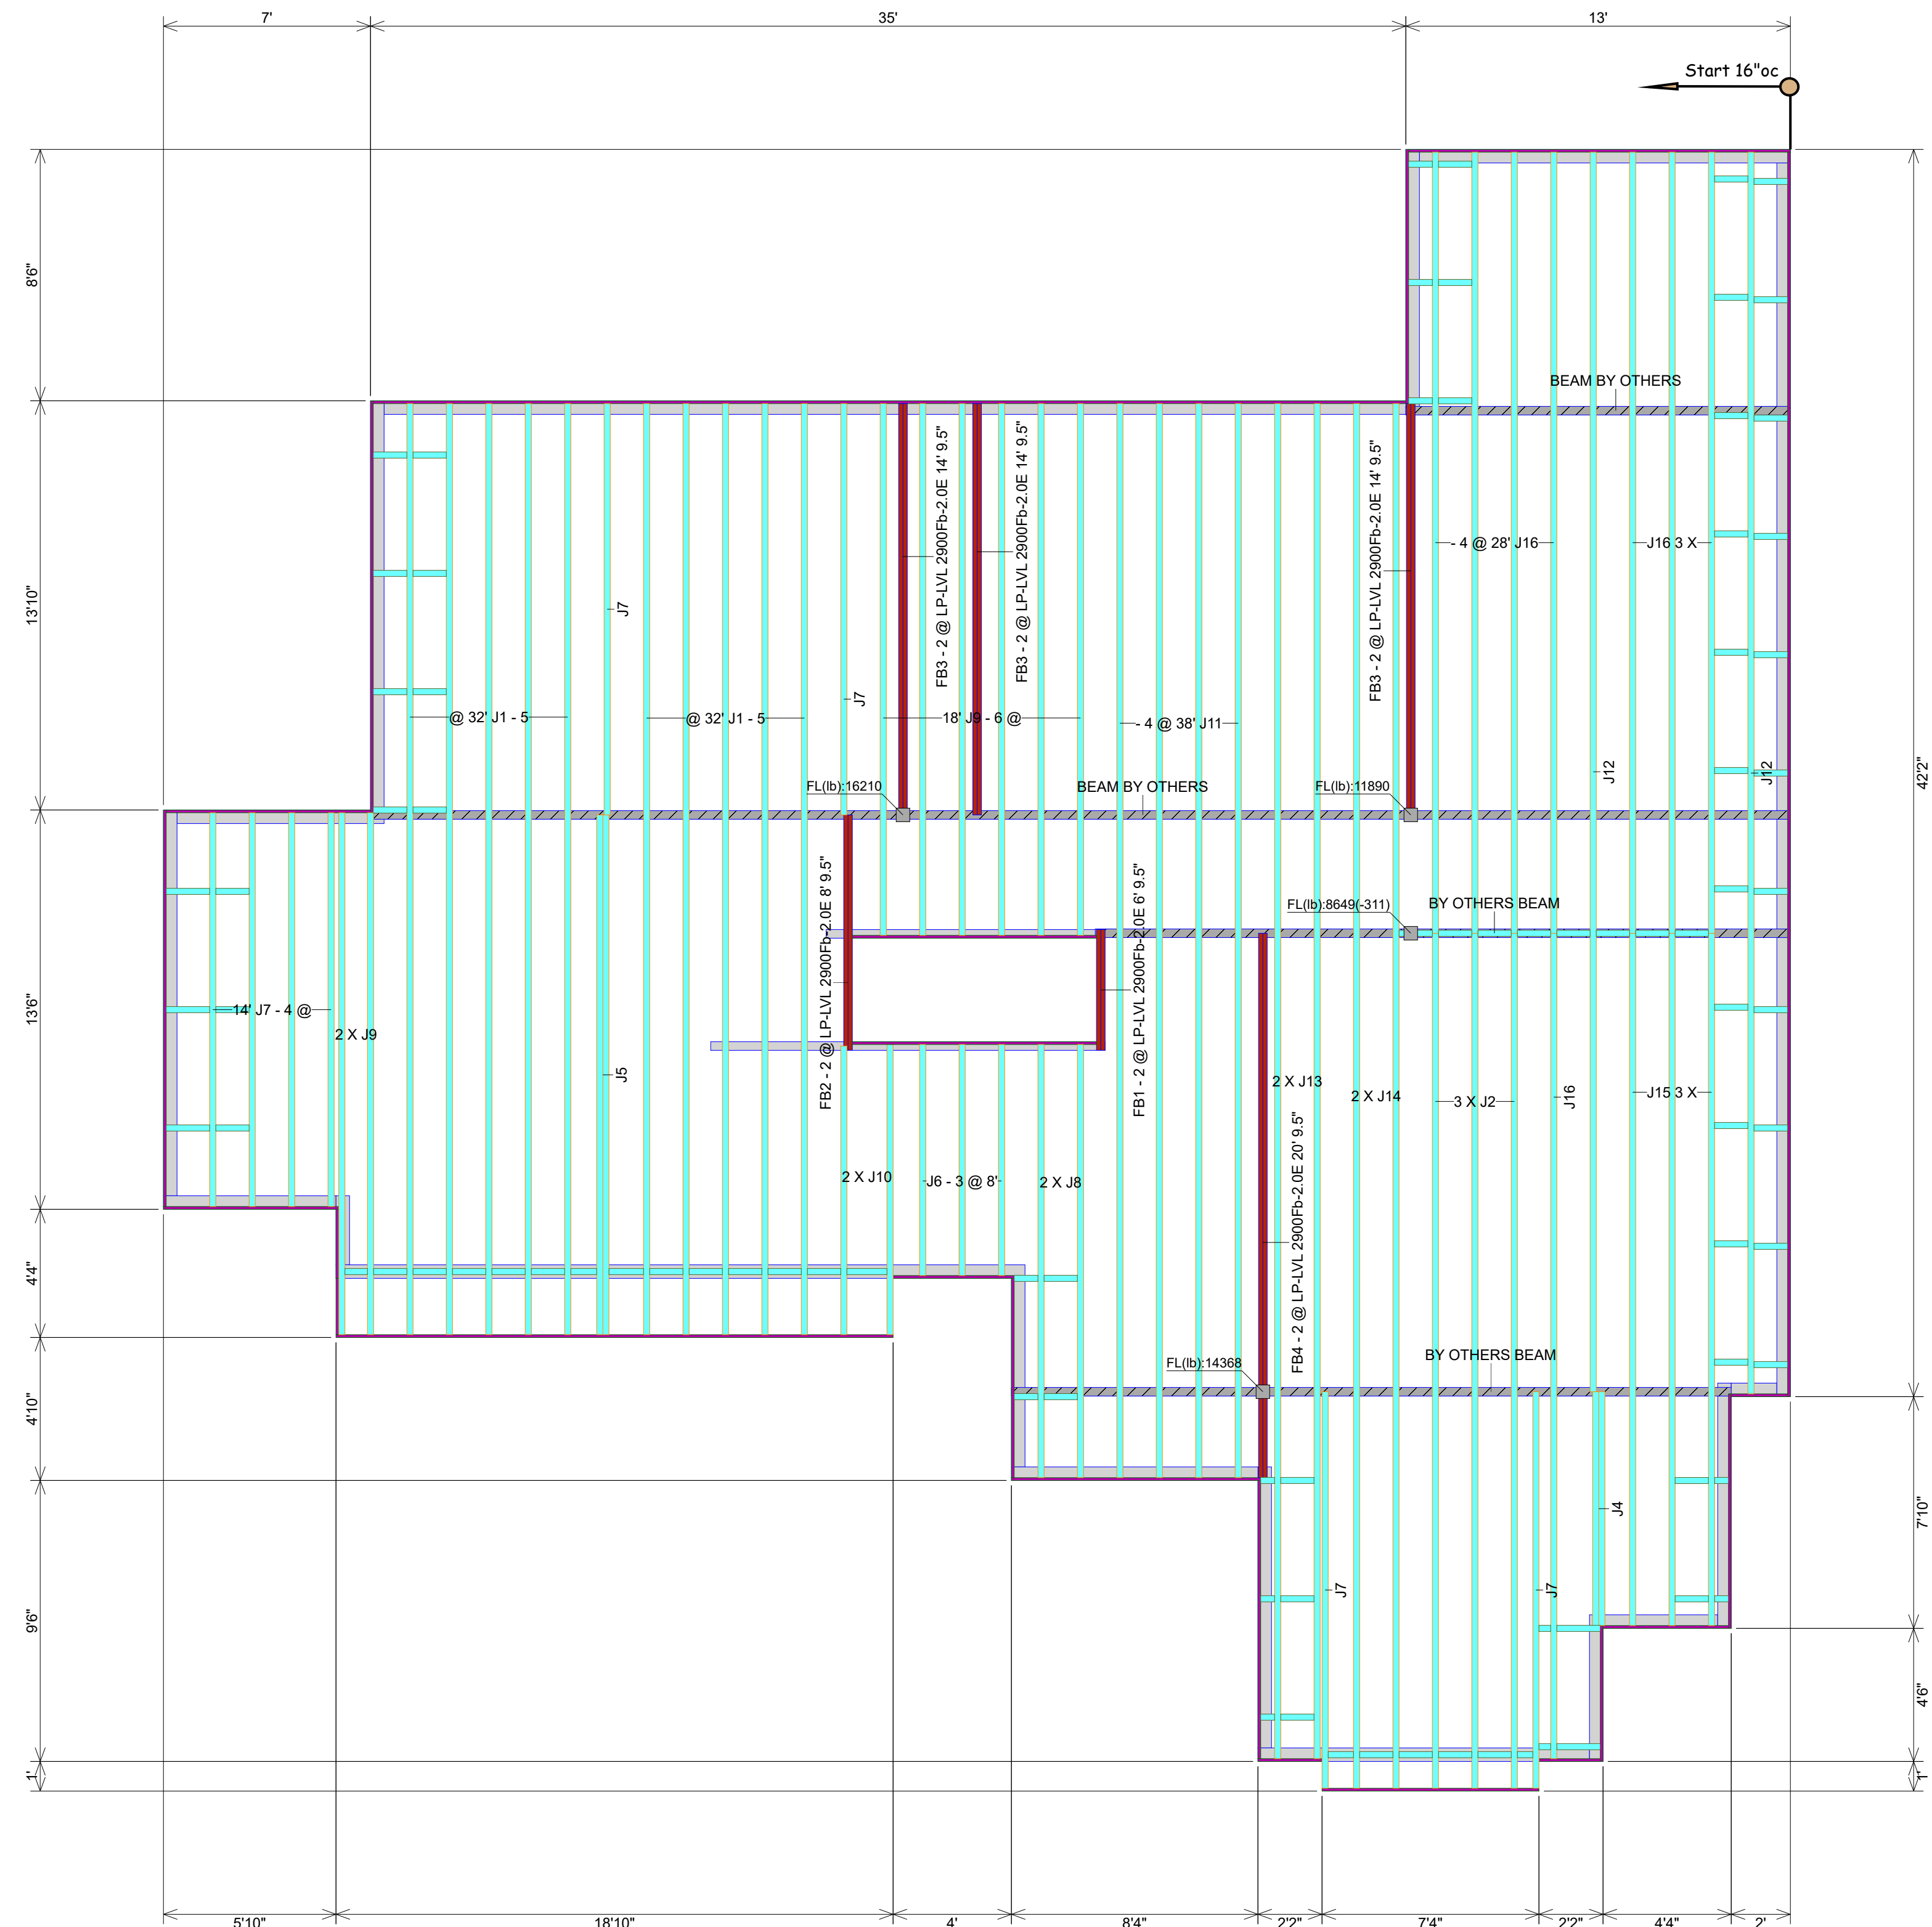 7'
35'
13'
Start 16"oc
8'6"
13'10"
13'6"
4'4"
4'10"
9'6"
1'
42'2"
7'10"
4'6"
1'
BEAM BY OTHERS
FB3 - 2 @ LP-LVL 2900Fb-2.0E 14' 9.5"
FB3 - 2 @ LP-LVL 2900Fb-2.0E 14' 9.5"
FB3 - 2 @ LP-LVL 2900Fb-2.0E 14' 9.5"
- 4 @ 28' J16
J16 3 X
J7
J7
@ 32' J1 - 5
@ 32' J1 - 5
18' J9 - 6 @
- 4 @ 38' J11
J12
J12
FL(lb):16210
BEAM BY OTHERS
FL(lb):11890
FB2 - 2 @ LP-LVL 2900Fb-2.0E 8' 9.5"
FB1 - 2 @ LP-LVL 2900Fb-2.0E 6' 9.5"
FL(lb):8649(-311)
BY OTHERS BEAM
14' J7 - 4 @
2 X J9
J5
2 X J13
2 X J14
3 X J2
J16
J15 3 X
2 X J10
J6 - 3 @ 8'
2 X J8
FB4 - 2 @ LP-LVL 2900Fb-2.0E 20' 9.5"
FL(lb):14368
BY OTHERS BEAM
J4
J7
J7
5'10"
18'10"
4'
8'4"
2'2"
7'4"
2'2"
4'4"
2'